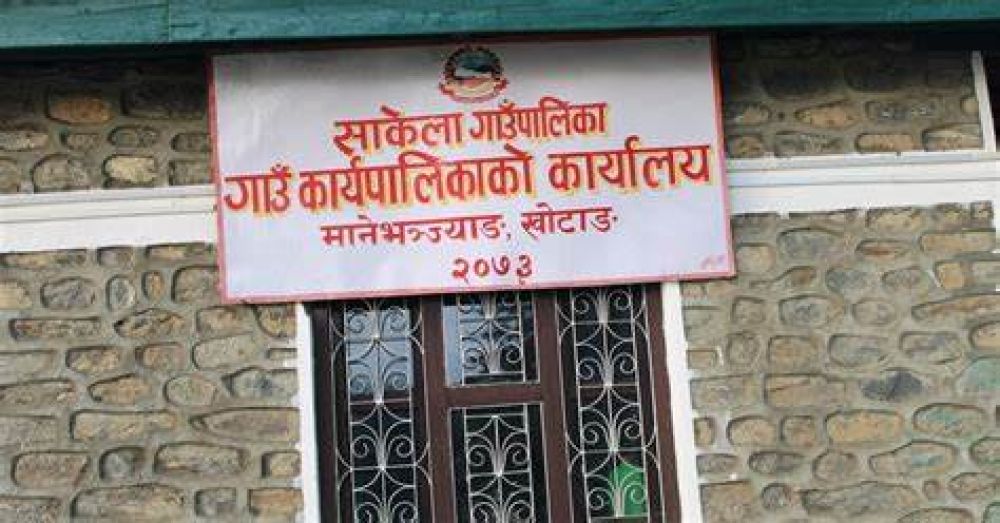 साकेला गाउँपालिका
गाउँ कार्यपालिकाको कार्यालय
मानेभञ्ज्याङ, खोटाङ
२०७३